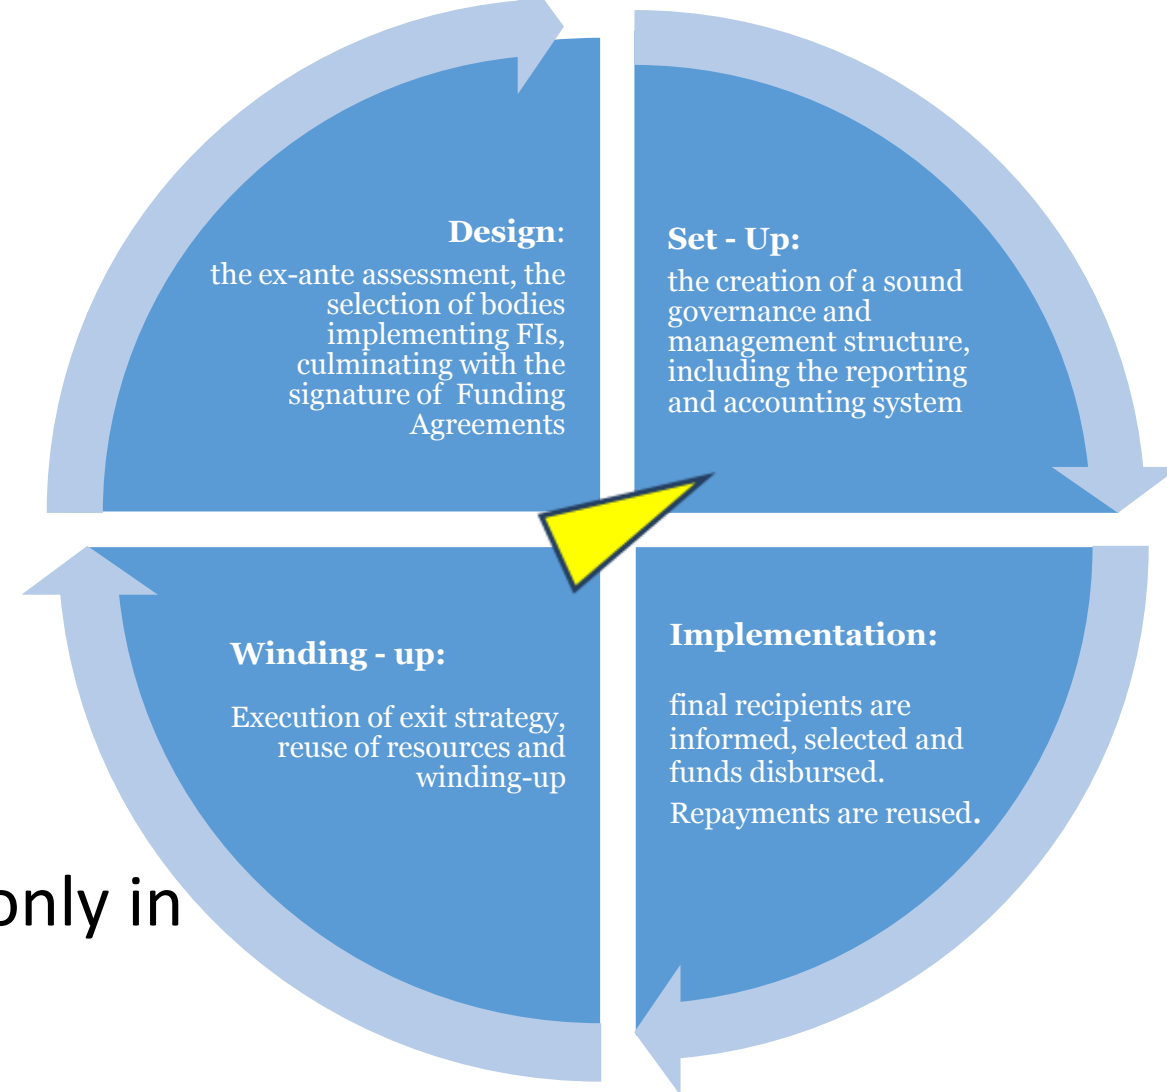 Design:
the ex-ante assessment, the
selection of bodies
implementing FIs,
culminating with the
signature of Funding
Agreements
Set - Up:
the creation of a sound
governance and
management structure,
including the reporting
and accounting system
Implementation:
final recipients are
informed, selected and
funds disbursed.
Repayments are reused.
Winding - up:
Execution of exit strategy,
reuse of resources and
winding-up
only in